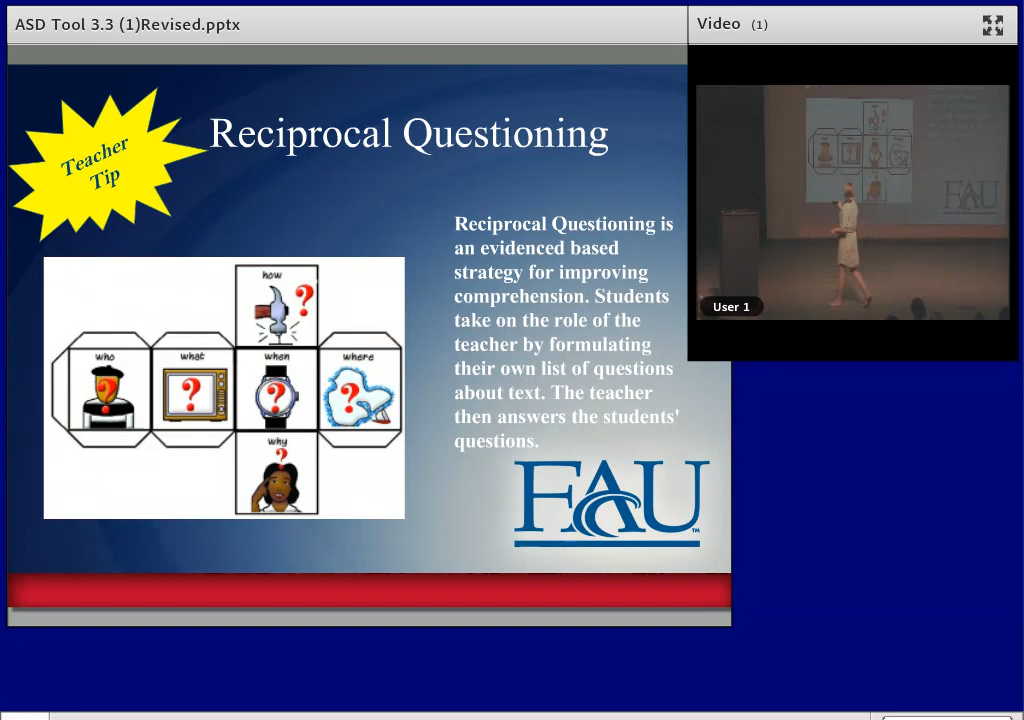 ASD Tool 3.3 (1)Revised.pptx
Video (1)
Teacher
Tip
Reciprocal Questioning
Reciprocal Questioning is
an evidenced based
strategy for improving
comprehension. Students
take on the role of the
teacher by formulating
their own list of questions
about text. The teacher
then answers the students'
questions.
how
?
who
what
when
where
?
?
?
?
why
?
FAU
TM
FAU
User 1